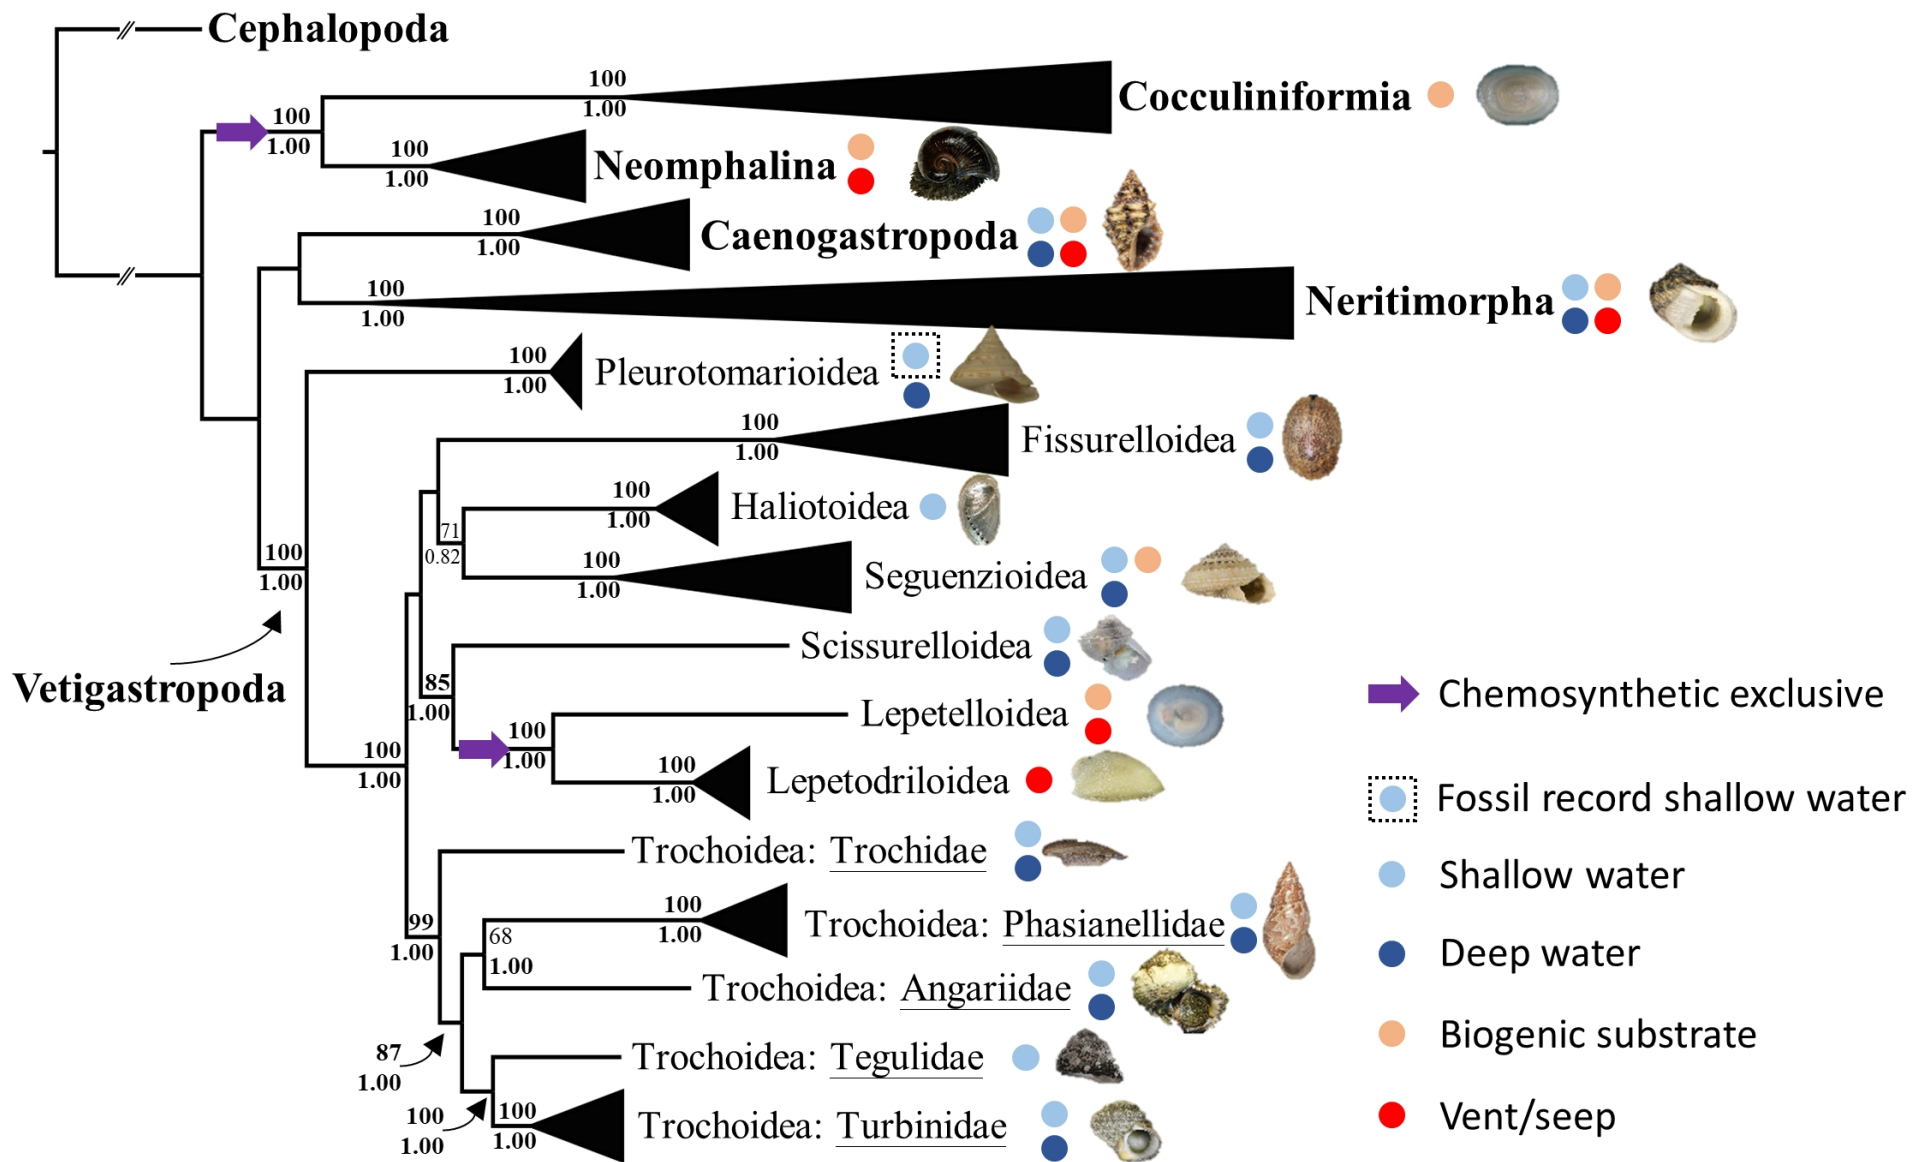 Cephalopoda
100
1.00
Cocculiniformia
100
1.00
100
1.00
Neomphalina
100
1.00
Caenogastropoda
100
1.00
Neritimorpha
100
1.00
Pleurotomarioidea
100
1.00
Fissurelloidea
100
1.00
Haliotoidea
71
0.82
100
1.00
Seguenzioidea
100
1.00
Vetigastropoda
Scissurelloidea
85
1.00
Lepetelloidea
100
1.00
100
1.00
Lepetodriloidea
100
1.00
Trochoidea: Trochidae
99
1.00
100
1.00
Trochoidea: Phasianellidae
68
1.00
Trochoidea: Angariidae
87
1.00
Trochoidea: Tegulidae
100
1.00
100
1.00
Trochoidea: Turbinidae
Chemosynthetic exclusive
Fossil record shallow water
Shallow water
Deep water
Biogenic substrate
Vent/seep